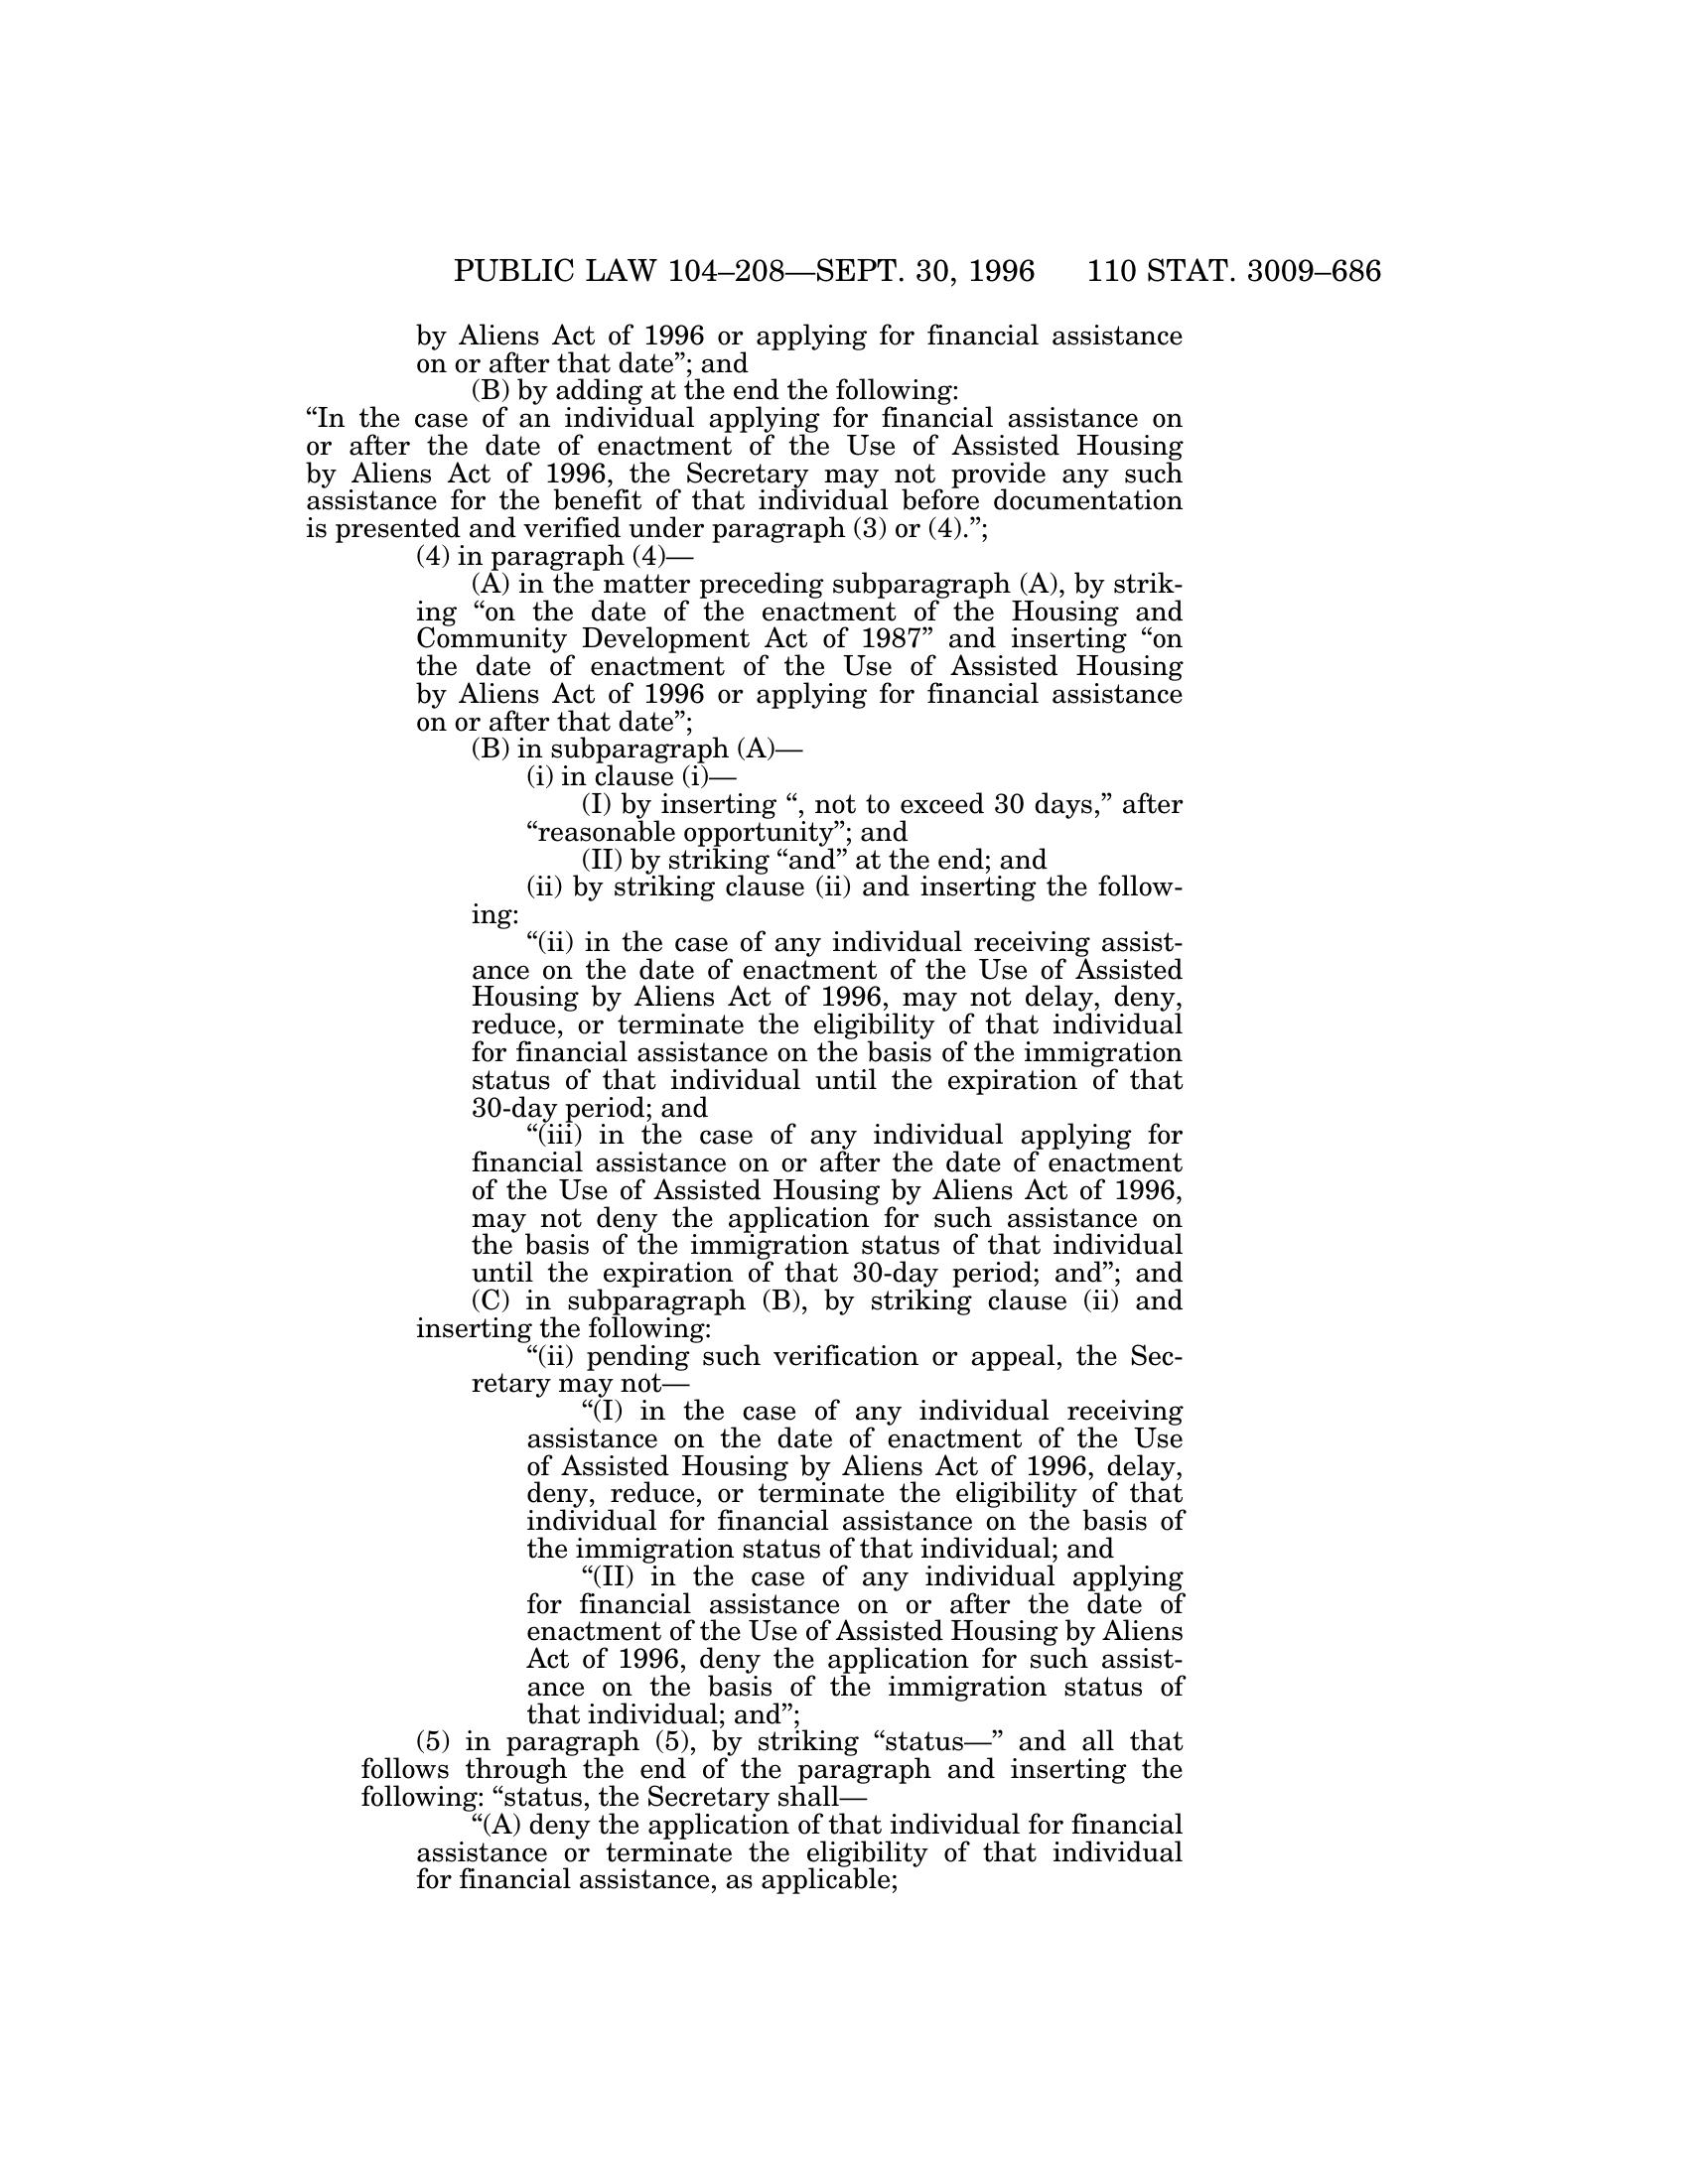 PUBLIC LAW 104–208—SEPT. 30, 1996 110 STAT. 3009–686
by Aliens Act of 1996 or applying for financial assistance
on or after that date”; and
(B) by adding at the end the following:
“In the case of an individual applying for financial assistance on
or after the date of enactment of the Use of Assisted Housing
by Aliens Act of 1996, the Secretary may not provide any such
assistance for the benefit of that individual before documentation
is presented and verified under paragraph (3) or (4).”;
(4) in paragraph (4)—
(A) in the matter preceding subparagraph (A), by strik-
ing “on the date of the enactment of the Housing and
Community Development Act of 1987” and inserting “on
the date of enactment of the Use of Assisted Housing
by Aliens Act of 1996 or applying for financial assistance
on or after that date”;
(B) in subparagraph (A)—
(i) in clause (i)—
(I) by inserting “, not to exceed 30 days,” after
“reasonable opportunity”; and
(II) by striking “and” at the end; and
(ii) by striking clause (ii) and inserting the follow-
ing:
“(ii) in the case of any individual receiving assist-
ance on the date of enactment of the Use of Assisted
Housing by Aliens Act of 1996, may not delay, deny,
reduce, or terminate the eligibility of that individual
for financial assistance on the basis of the immigration
status of that individual until the expiration of that
30-day period; and
“(iii) in the case of any individual applying for
financial assistance on or after the date of enactment
of the Use of Assisted Housing by Aliens Act of 1996,
may not deny the application for such assistance on
the basis of the immigration status of that individual
until the expiration of that 30-day period; and”; and
(C) in subparagraph (B), by striking clause (ii) and
inserting the following:
“(ii) pending such verification or appeal, the Sec-
retary may not—
“(I) in the case of any individual receiving
assistance on the date of enactment of the Use
of Assisted Housing by Aliens Act of 1996, delay,
deny, reduce, or terminate the eligibility of that
individual for financial assistance on the basis of
the immigration status of that individual; and
“(II) in the case of any individual applying
for financial assistance on or after the date of
enactment of the Use of Assisted Housing by Aliens
Act of 1996, deny the application for such assist-
ance on the basis of the immigration status of
that individual; and”;
(5) in paragraph (5), by striking “status—” and all that
follows through the end of the paragraph and inserting the
following: “status, the Secretary shall—
“(A) deny the application of that individual for financial
assistance or terminate the eligibility of that individual
for financial assistance, as applicable;